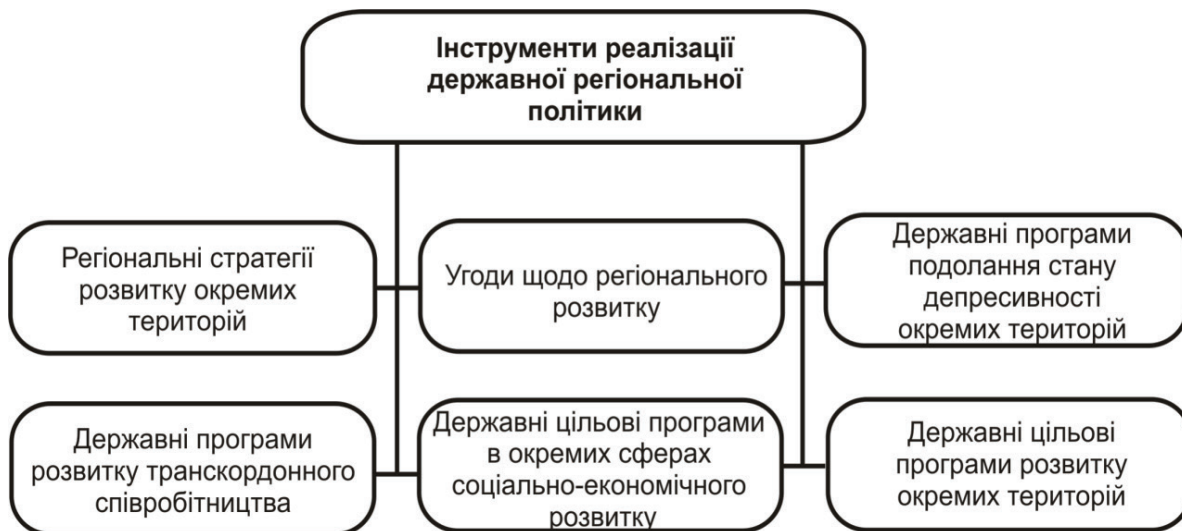 Інструменти реалізації
державної регіональної
політики
Регіональні стратегії
розвитку окремих
територій
Угоди щодо регіонального
розвитку
Державні програми
подолання стану
депресивності
окремих територій
Державні програми
розвитку транскордонного
співробітництва
Державні цільові програми
в окремих сферах
соціально-економічного
розвитку
Державні цільові
програми розвитку
окремих територій